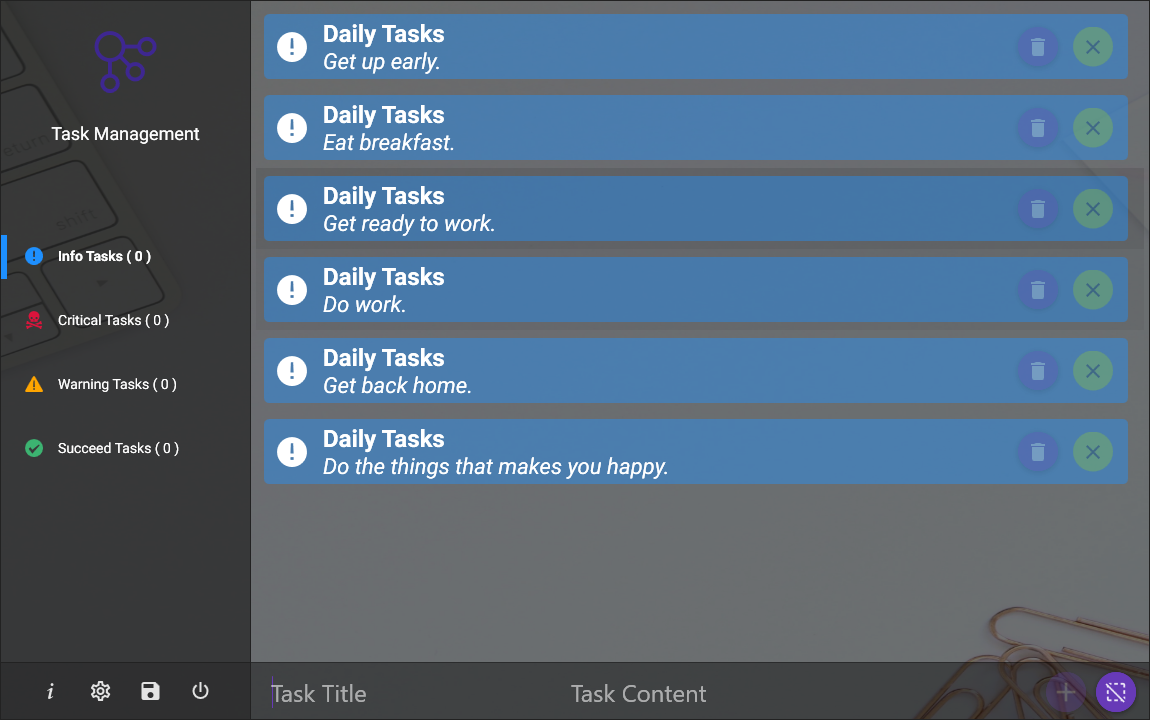 Task Management
Info Tasks ( 0 )
Critical Tasks ( 0 )
Warning Tasks ( 0 )
Succeed Tasks ( 0 )
Daily Tasks
Get up early.
Daily Tasks
Eat breakfast.
Daily Tasks
Get ready to work.
Daily Tasks
Do work.
Daily Tasks
Get back home.
Daily Tasks
Do the things that makes you happy.
Task Title
Task Content
return
shift